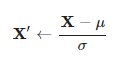 X′ ← (X − μ) / σ